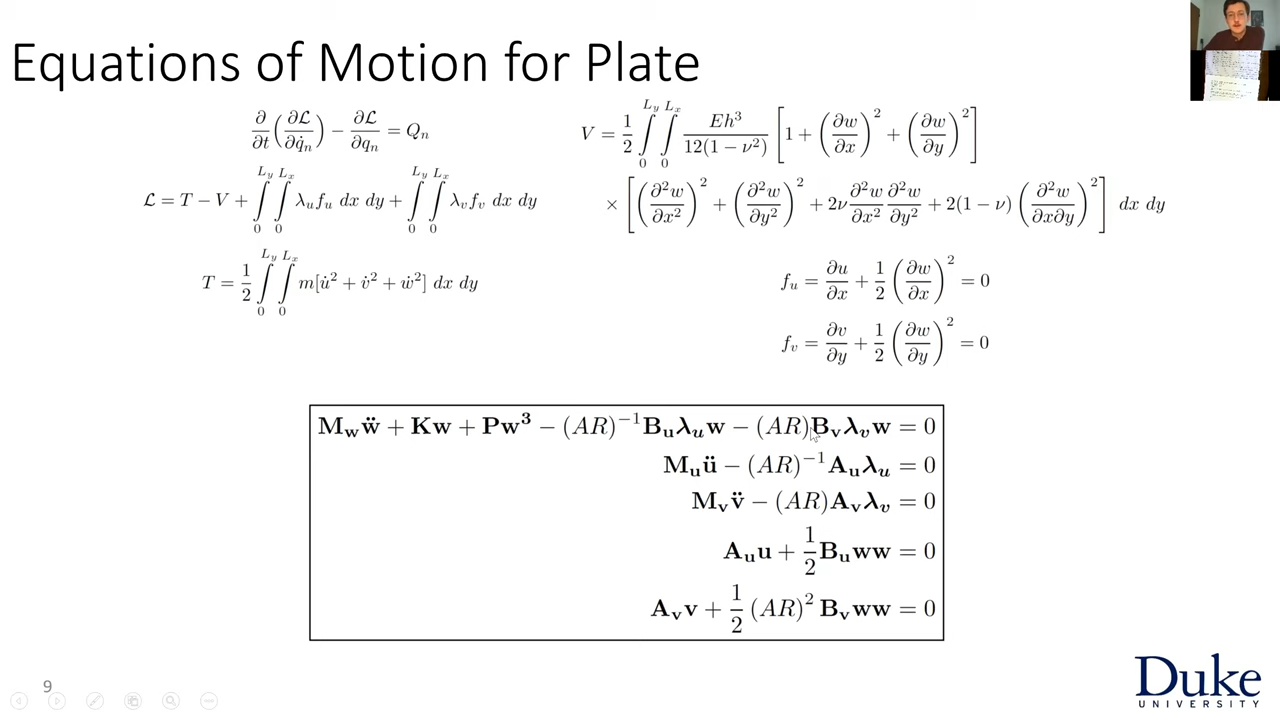 Equations of Motion for Plate
∂/∂t (∂ℒ/∂q̇ₙ) − ∂ℒ/∂qₙ = Qₙ
ℒ = T − V + ∫₀^{L_y} ∫₀^{L_x} λ_u f_u dx dy + ∫₀^{L_y} ∫₀^{L_x} λ_v f_v dx dy
T = 1/2 ∫₀^{L_y} ∫₀^{L_x} m[u̇² + v̇² + ẇ²] dx dy
V = 1/2 ∫₀^{L_y} ∫₀^{L_x} Eh³/12(1 − ν²) [1 + (∂w/∂x)² + (∂w/∂y)²]
× [(∂²w/∂x²)² + (∂²w/∂y²)² + 2ν ∂²w/∂x² ∂²w/∂y² + 2(1 − ν) (∂²w/∂x∂y)²] dx dy
f_u = ∂u/∂x + 1/2 (∂w/∂x)² = 0
f_v = ∂v/∂y + 1/2 (∂w/∂y)² = 0
M_w ẅ + Kw + Pw³ − (AR)⁻¹ B_u λ_u w − (AR) B_v λ_v w = 0
M_u ü − (AR)⁻¹ A_u λ_u = 0
M_v v̈ − (AR) A_v λ_v = 0
A_u u + 1/2 B_u ww = 0
A_v v + 1/2 (AR)² B_v ww = 0
9
Duke
UNIVERSITY